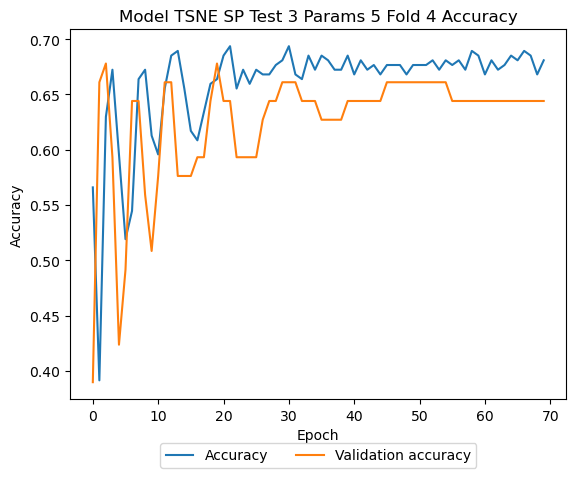 Model TSNE SP Test 3 Params 5 Fold 4 Accuracy
0.70
0.65
0.60
0.55
0.50
0.45
0.40
Accuracy
0 10 20 30 40 50 60 70
Epoch
Accuracy Validation accuracy